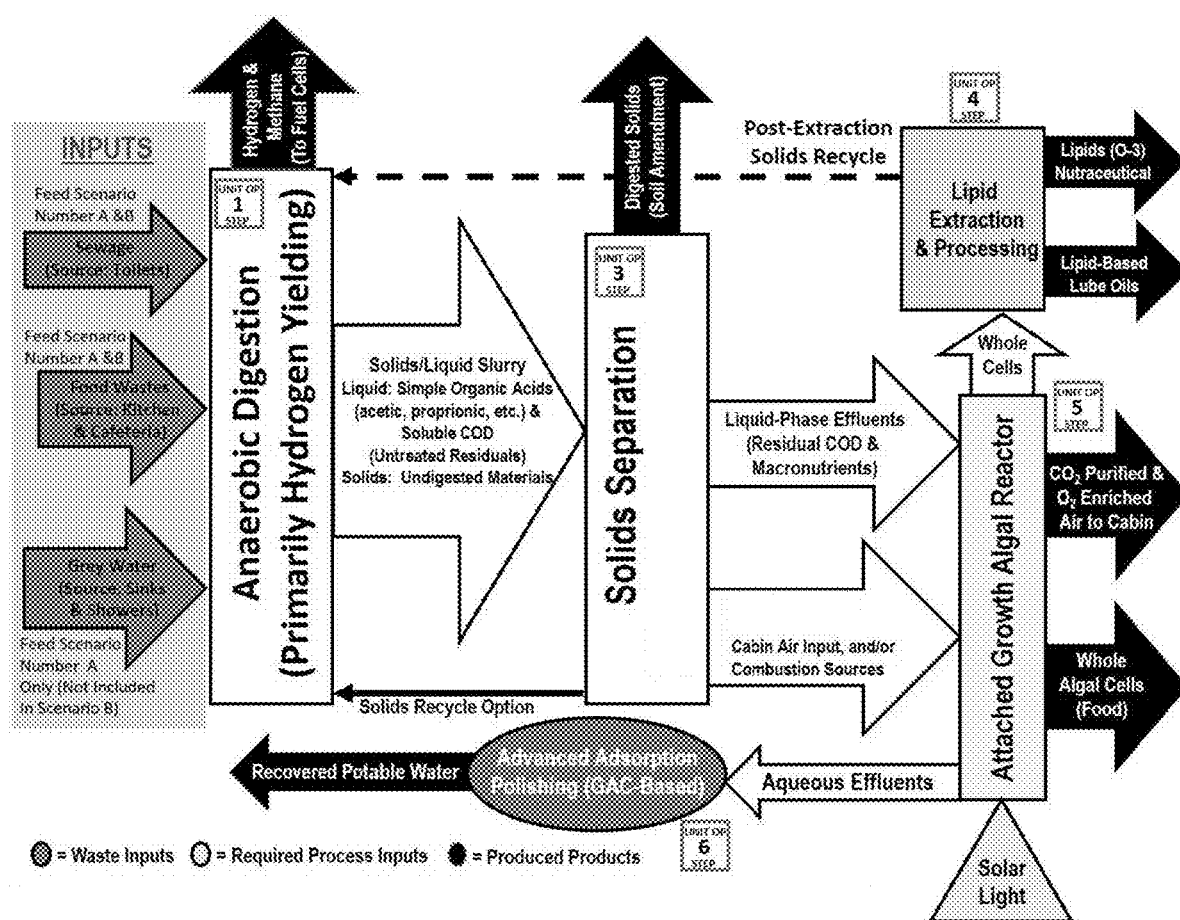 INPUTS
Feed Scenario
Number A &B
Sewage
(Source: Toilets)
Feed Scenario
Number A &B
Food Wastes
(Source: Kitchen
& Cafeteria)
Grey Water
(Source, Sinks
& Showers)
Feed Scenario
Number A
Only (Not Included
In Scenario B)
Hydrogen &
Methane
(To Fuel Cells)
UNIT OP
1
STEP
Anaerobic Digestion
(Primarily Hydrogen Yielding)
Solids/Liquid Slurry
Liquid: Simple Organic Acids
(acetic, proprionic, etc.) &
Soluble COD
(Untreated Residuals)
Solids: Undigested Materials
Solids Recycle Option
Digested Solids
(Soil Amendment)
UNIT OP
3
STEP
Solids Separation
Post-Extraction
Solids Recycle
UNIT OP
4
STEP
Lipid
Extraction
& Processing
Lipids (O-3)
Nutraceutical
Lipid-Based
Lube Oils
Whole
Cells
Liquid-Phase Effluents
(Residual COD &
Macronutrients)
Cabin Air Input, and/or
Combustion Sources
UNIT OP
5
STEP
Attached Growth Algal Reactor
CO₂ Purified &
O₂ Enriched
Air to Cabin
Whole
Algal Cells
(Food)
Recovered Potable Water
Advanced Adsorption
Polishing (GAC-Based)
Aqueous Effluents
UNIT OP
6
STEP
Solar
Light
= Waste Inputs
= Required Process Inputs
= Produced Products